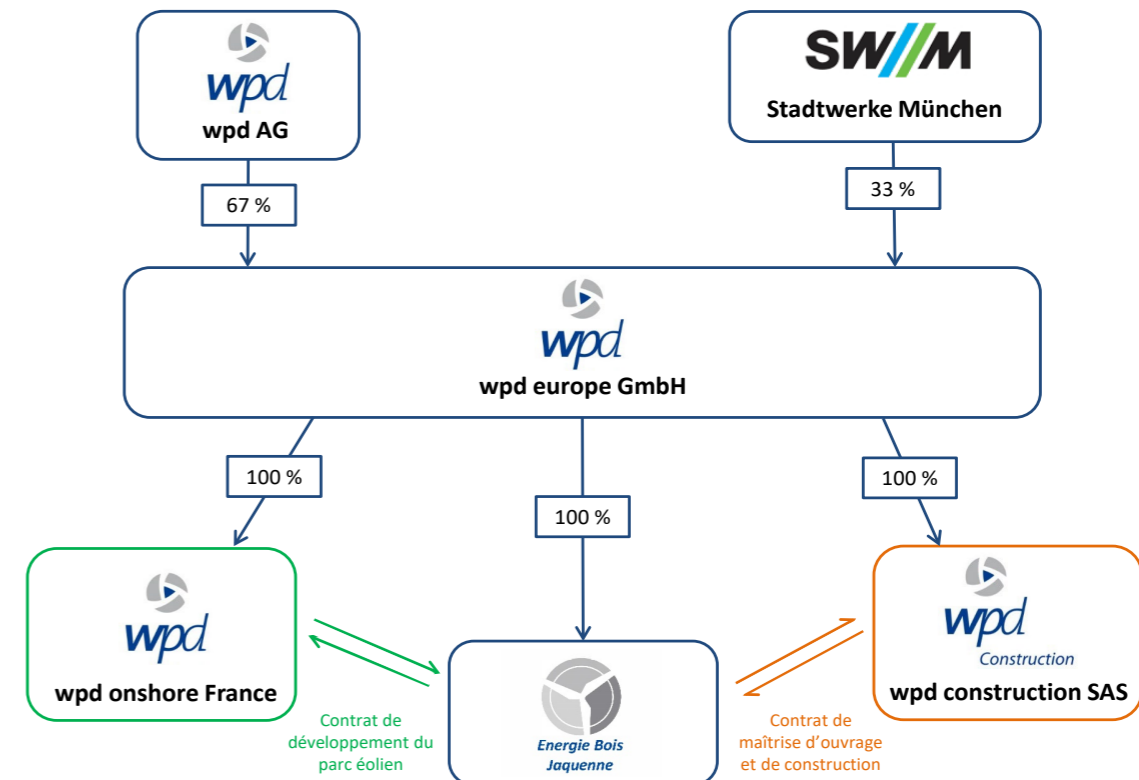 wpd
wpd AG
SW//M
Stadtwerke München
67 %
33 %
wpd
wpd europe GmbH
100 %
100 %
100 %
wpd
wpd onshore France
wpd
Construction
wpd construction SAS
Contrat de
développement du
parc éolien
Energie Bois
Jaquenne
Contrat de
maîtrise d’ouvrage
et de construction